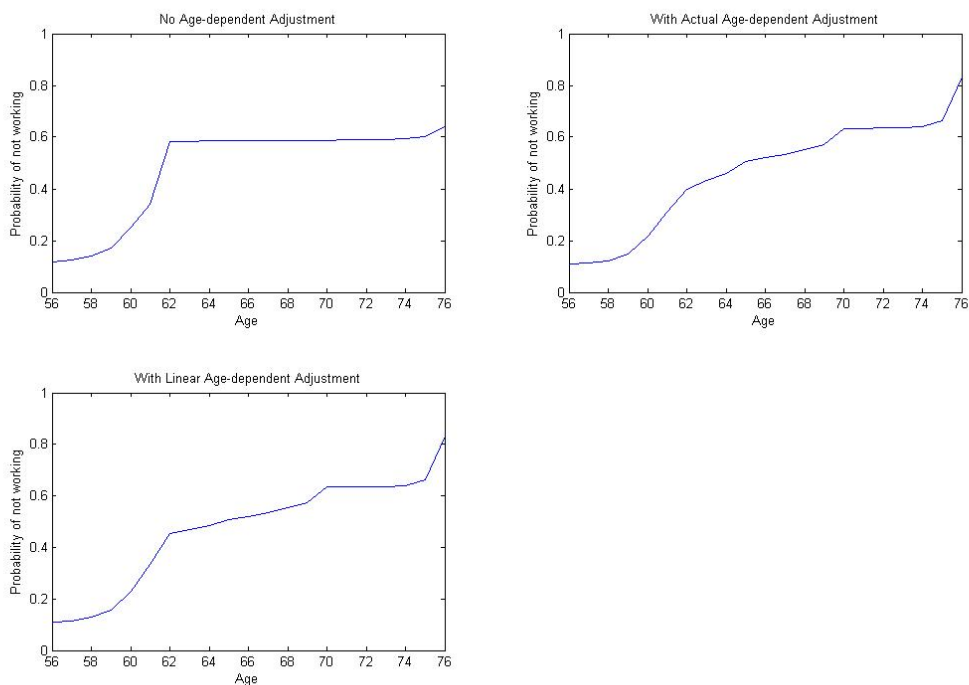 No Age-dependent Adjustment
1
0.8
0.6
0.4
0.2
0
Probability of not working
56 58 60 62 64 66 68 70 72 74 76
Age
With Actual Age-dependent Adjustment
1
0.8
0.6
0.4
0.2
0
Probability of not working
56 58 60 62 64 66 68 70 72 74 76
Age
With Linear Age-dependent Adjustment
1
0.8
0.6
0.4
0.2
0
Probability of not working
56 58 60 62 64 66 68 70 72 74 76
Age